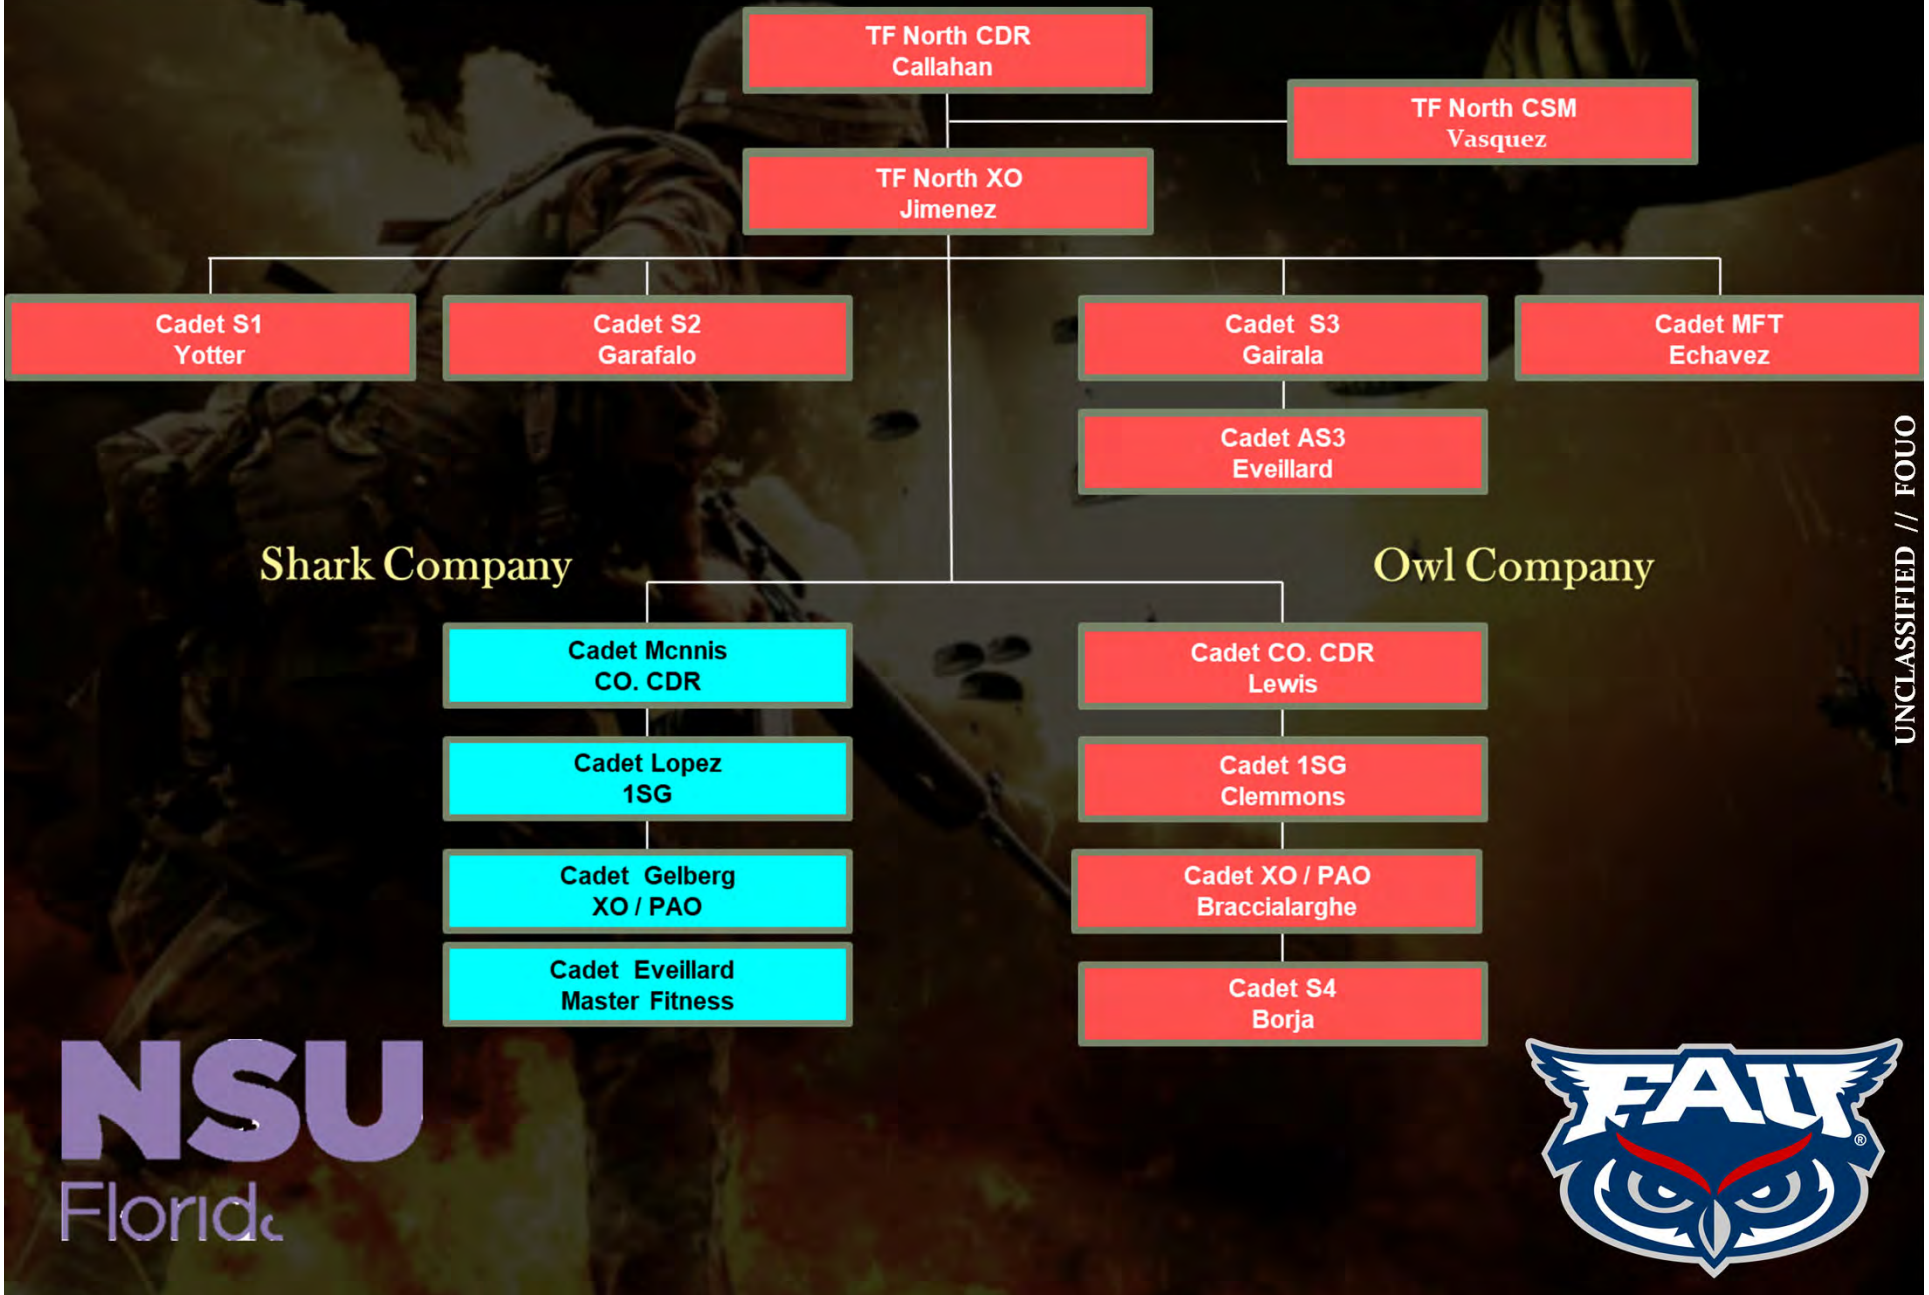 TF North CDR
Callahan
TF North CSM
Vasquez
TF North XO
Jimenez
Cadet S1
Yotter
Cadet S2
Garafalo
Cadet  S3
Gairala
Cadet MFT
Echavez
Cadet AS3
Eveillard
UNCLASSIFIED // FOUO
Shark Company
Owl Company
Cadet Mcnnis
CO. CDR
Cadet Lopez
1SG
Cadet  Gelberg
XO / PAO
Cadet  Eveillard
Master Fitness
Cadet CO. CDR
Lewis
Cadet 1SG
Clemmons
Cadet XO / PAO
Braccialarghe
Cadet S4
Borja
NSU
Florida
FAU
®